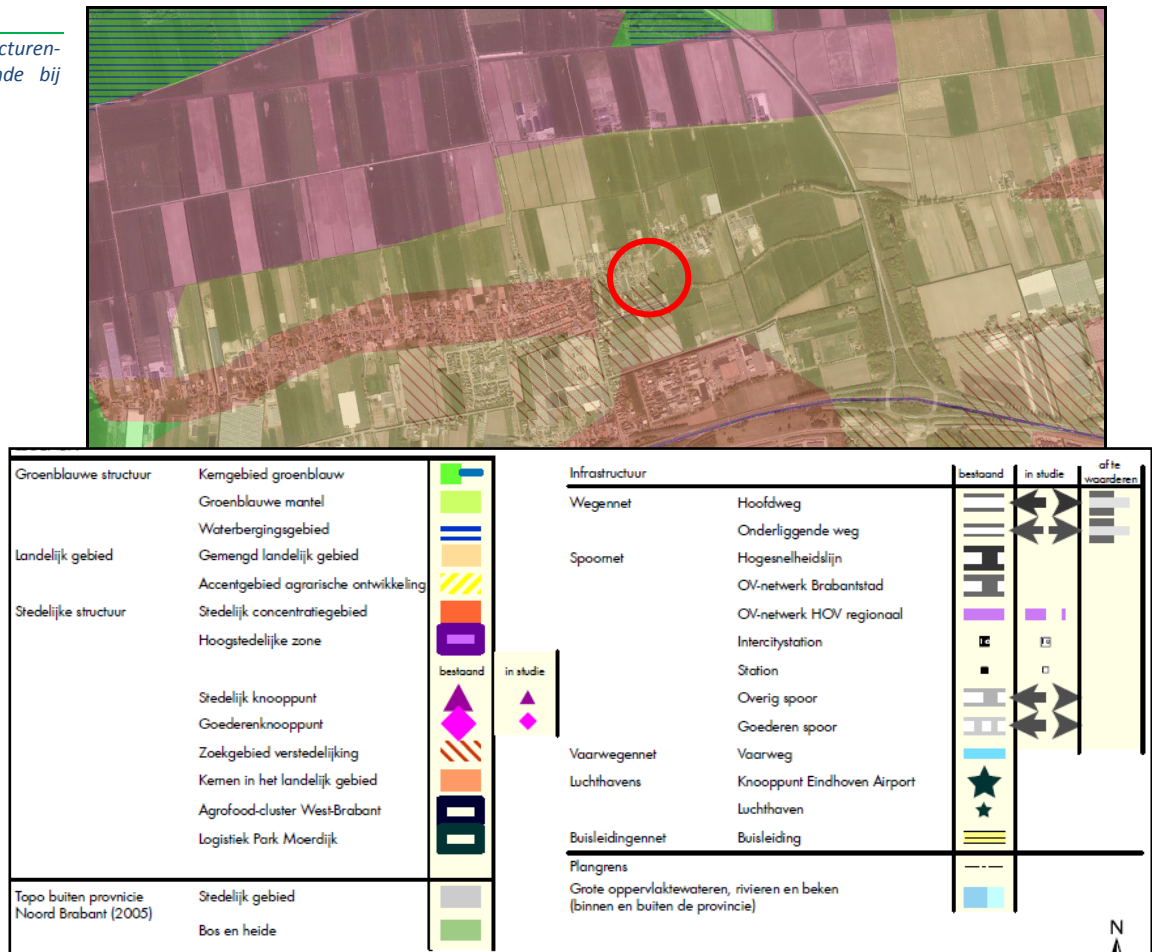 cturen-
nde bij
Groenblauwe structuur Kerngebied groenblauw
Groenblauwe mantel
Waterbergingsgebied
Landelijk gebied Gemengd landelijk gebied
Accentgebied agrarische ontwikkeling
Stedelijke structuur Stedelijk concentratiegebied
Hoogstedelijke zone
bestaand in studie
Stedelijk knooppunt
Goederenknooppunt
Zoekgebied verstedelijking
Kernen in het landelijk gebied
Agrofood-cluster West-Brabant
Logistiek Park Moerdijk
Topo buiten provnicie Stedelijk gebied
Noord Brabant (2005)
Bos en heide
Infrastructuur bestaand in studie af te
waarderen
Wegennet Hoofdweg
Onderliggende weg
Spoornet Hogesnelheidslijn
OV-netwerk Brabantstad
OV-netwerk HOV regionaal
Intercitystation
Station
Overig spoor
Goederen spoor
Vaarwegennet Vaarweg
Luchthavens Knooppunt Eindhoven Airport
Luchthaven
Buisleidingennet Buisleiding
Plangrens
Grote oppervlaktewateren, rivieren en beken
(binnen en buiten de provincie)
N